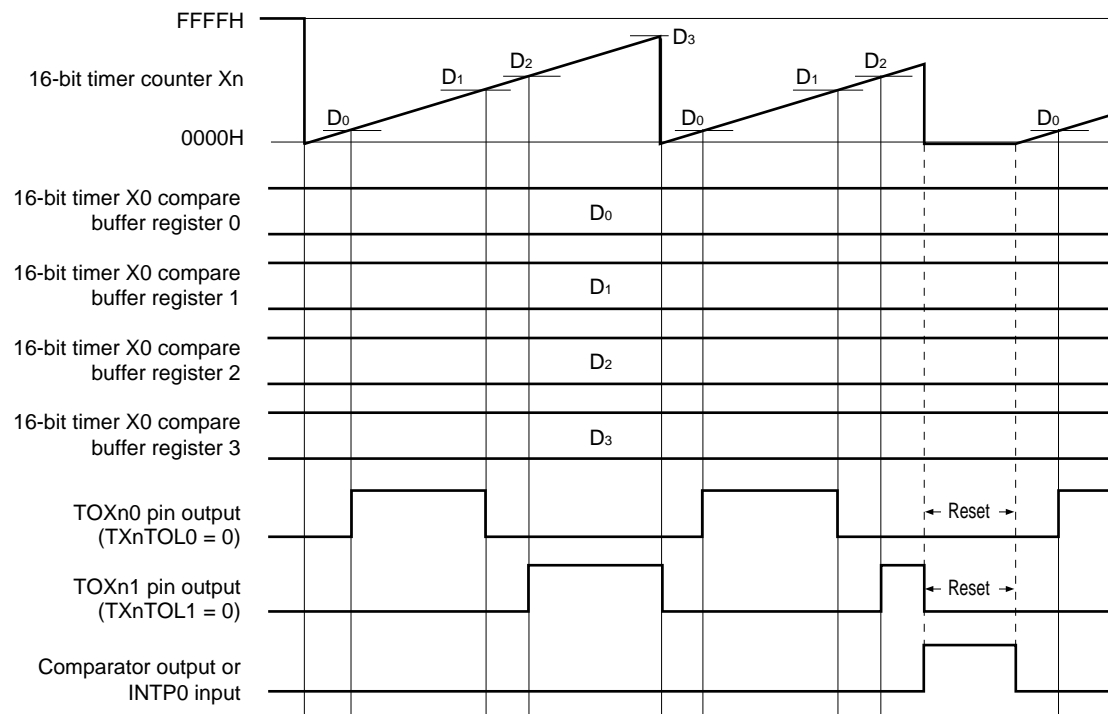 FFFFH
D3
D2
D2
16-bit timer counter Xn
D1
D1
D0
D0
D0
0000H
16-bit timer X0 compare
buffer register 0
D0
16-bit timer X0 compare
buffer register 1
D1
16-bit timer X0 compare
buffer register 2
D2
16-bit timer X0 compare
buffer register 3
D3
TOXn0 pin output
(TXnTOL0 = 0)
Reset
TOXn1 pin output
(TXnTOL1 = 0)
Reset
Comparator output or
INTP0 input